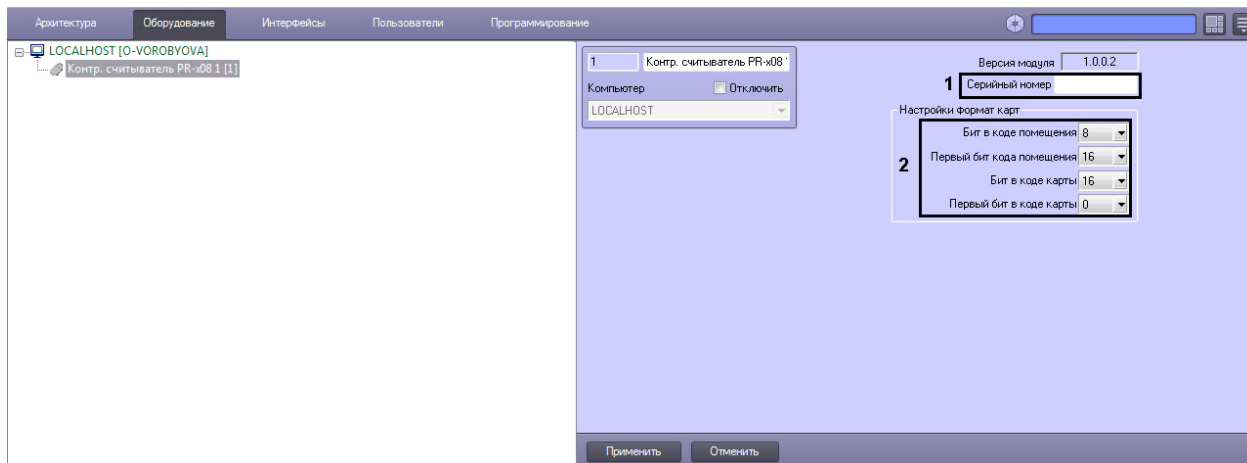 Архитектура Оборудование Интерфейсы Пользователи Программирование
LOCALHOST [O-VOROBYOVA]
Контр. считыватель PR-x08 1 [1]
1 Контр. считыватель PR-x08
Компьютер Отключить
LOCALHOST
Версия модуля 1.0.0.2
1 Серийный номер
Настройки формат карт
2
Бит в коде помещения 8
Первый бит кода помещения 16
Бит в коде карты 16
Первый бит в коде карты 0
Применить Отменить